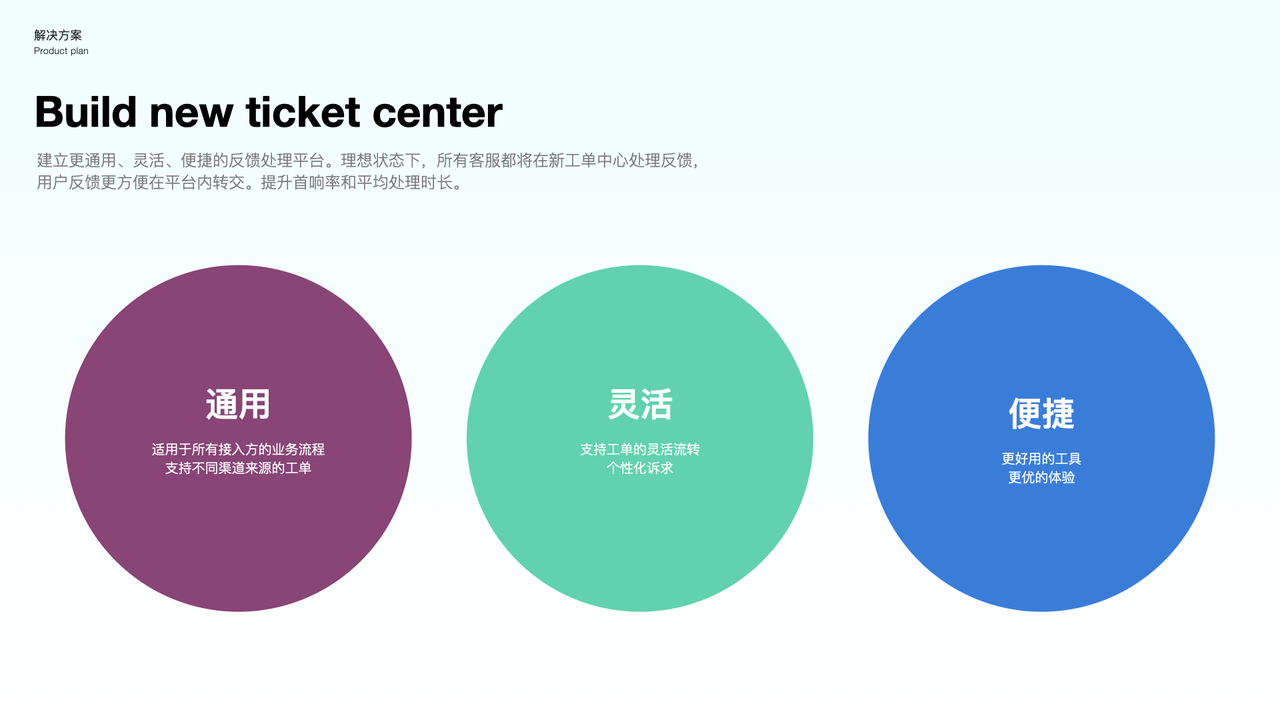 解决方案
Product plan
Build new ticket center
建立更通用、灵活、便捷的反馈处理平台。理想状态下，所有客服都将在新工单中心处理反馈，
用户反馈更方便在平台内转交。提升首响率和平均处理时长。
通用
适用于所有接入方的业务流程
支持不同渠道来源的工单
灵活
支持工单的灵活流转
个性化诉求
便捷
更好用的工具
更优的体验